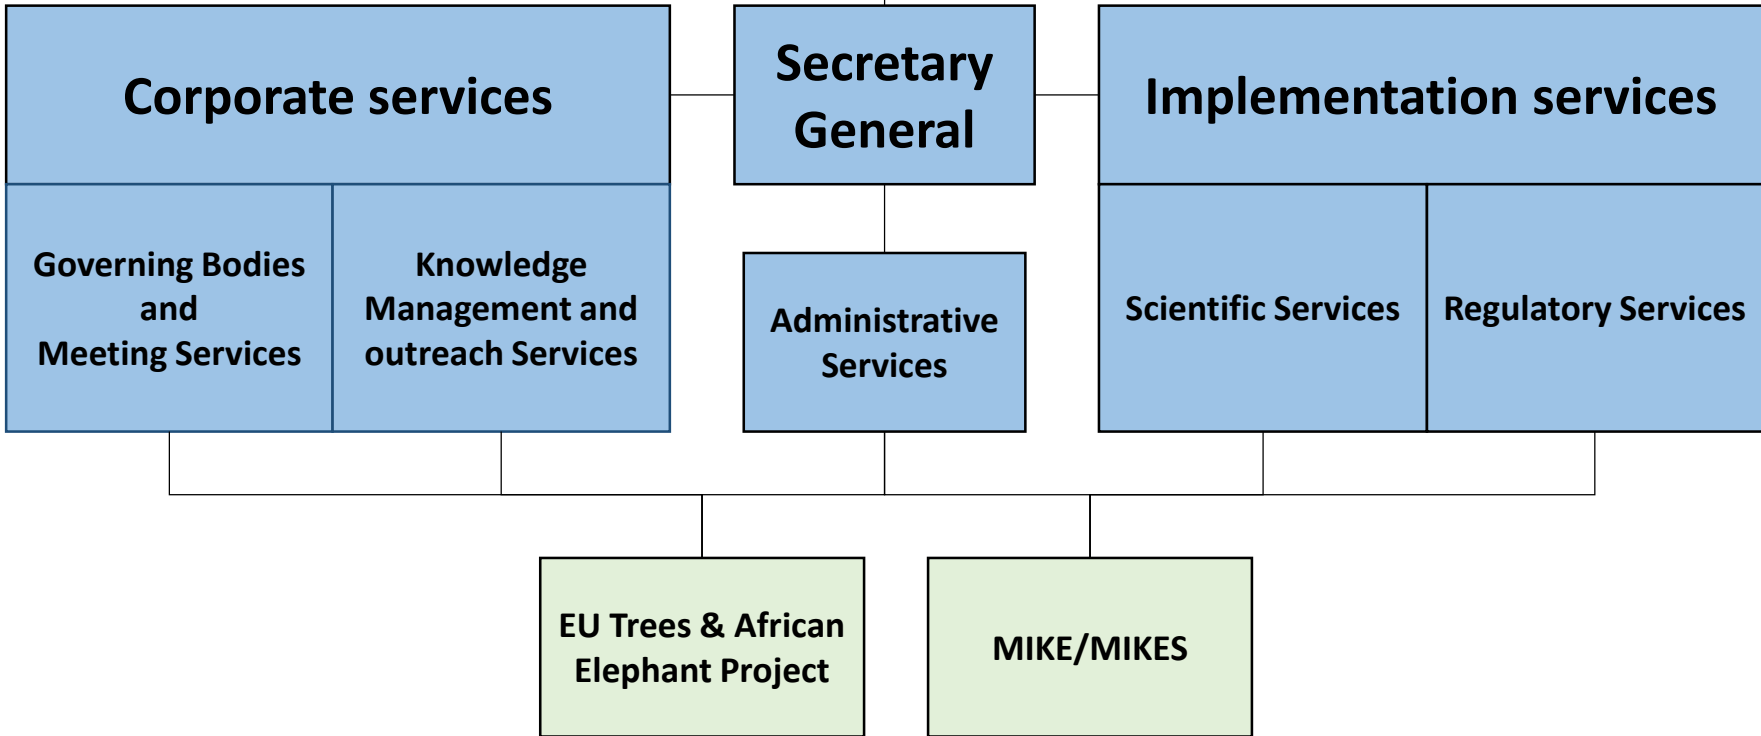 Corporate services
Secretary
General
Implementation services
Governing Bodies
and
Meeting Services
Knowledge
Management and
outreach Services
Administrative
Services
Scientific Services
Regulatory Services
EU Trees & African
Elephant Project
MIKE/MIKES